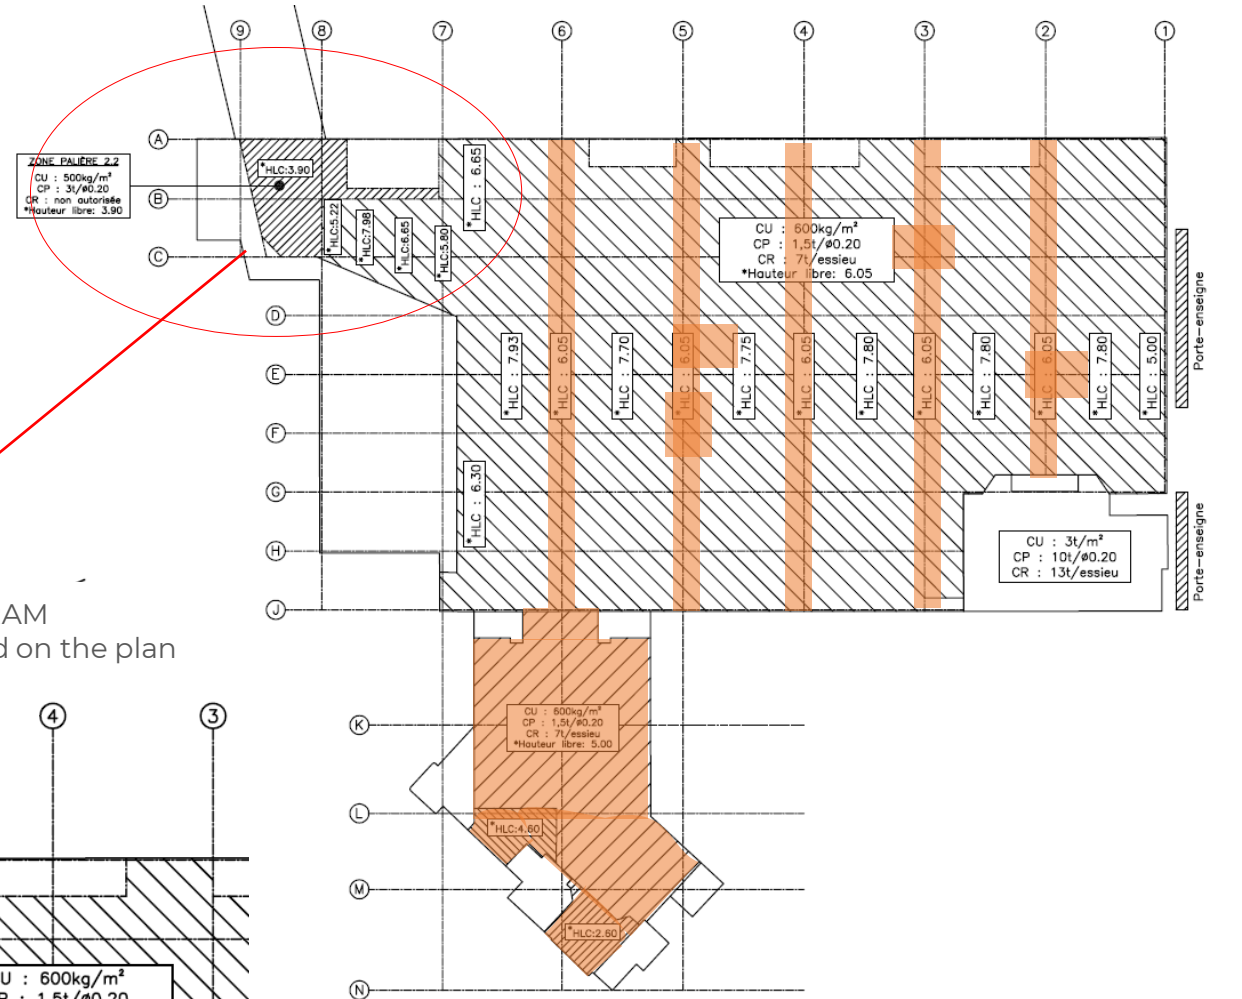 9 8 7 6 5 4 3 2 1
A
ZONE PALIÈRE 2.2
CU : 500kg/m²
CP : 3t/ø0.20
CR : non autorisée
*Hauteur libre: 3.90
*HLC:3.90
*HLC : 6.65
B
*HLC:5.22
*HLC:7.98
*HLC:6.65
*HLC:5.80
CU : 600kg/m²
CP : 1,5t/ø0.20
CR : 7t/essieu
*Hauteur libre: 6.05
C
Porte-enseigne
D
*HLC : 7.93
*HLC : 6.05
*HLC : 7.70
*HLC : 6.05
*HLC : 7.75
*HLC : 6.05
*HLC : 7.80
*HLC : 6.05
*HLC : 7.80
*HLC : 6.05
*HLC : 7.80
*HLC : 5.00
E
F
G
*HLC : 6.30
H
CU : 3t/m²
CP : 10t/ø0.20
CR : 13t/essieu
Porte-enseigne
J
AM
d on the plan
4 3
K
CU : 600kg/m²
CP : 1,5t/ø0.20
CR : 7t/essieu
*Hauteur libre: 5.00
L
*HLC:4.60
M
*HLC:2.60
N
U : 600kg/m²
P : 1,5t/ø0.20